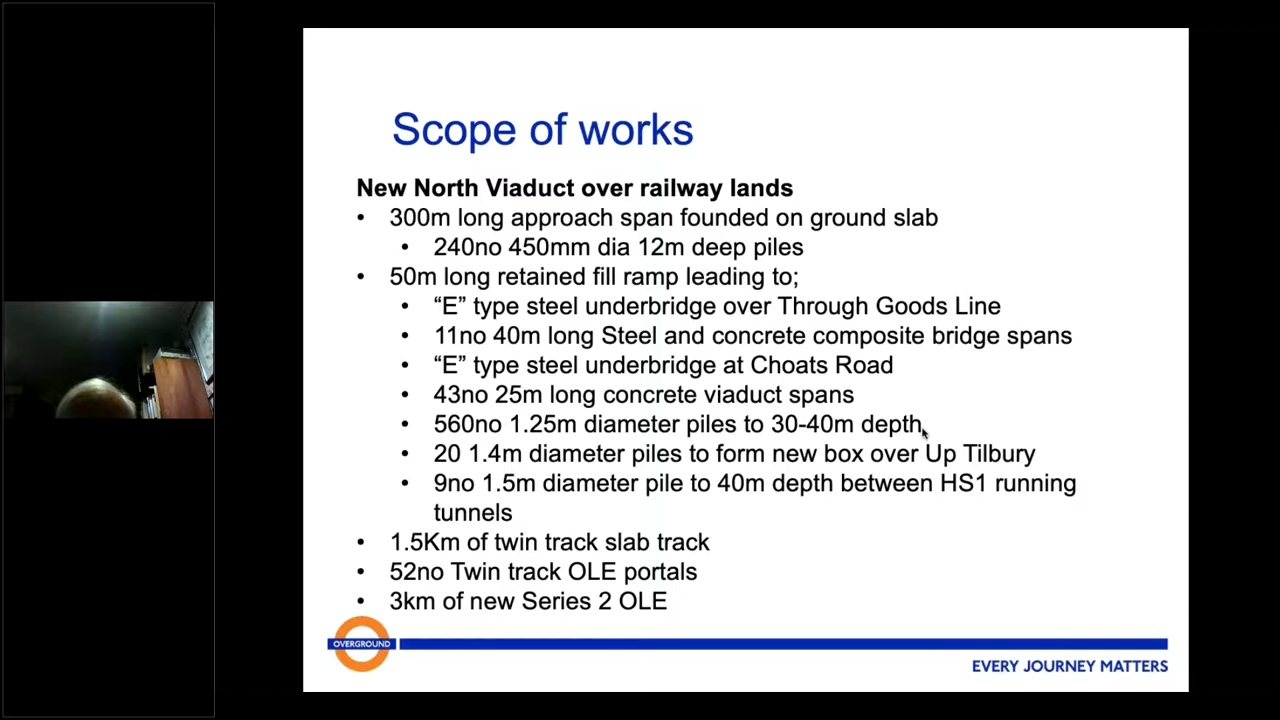 Scope of works
New North Viaduct over railway lands
• 300m long approach span founded on ground slab
• 240no 450mm dia 12m deep piles
• 50m long retained fill ramp leading to;
• “E” type steel underbridge over Through Goods Line
• 11no 40m long Steel and concrete composite bridge spans
• “E” type steel underbridge at Choats Road
• 43no 25m long concrete viaduct spans
• 560no 1.25m diameter piles to 30-40m depth
• 20 1.4m diameter piles to form new box over Up Tilbury
• 9no 1.5m diameter pile to 40m depth between HS1 running
tunnels
• 1.5Km of twin track slab track
• 52no Twin track OLE portals
• 3km of new Series 2 OLE
OVERGROUND
EVERY JOURNEY MATTERS